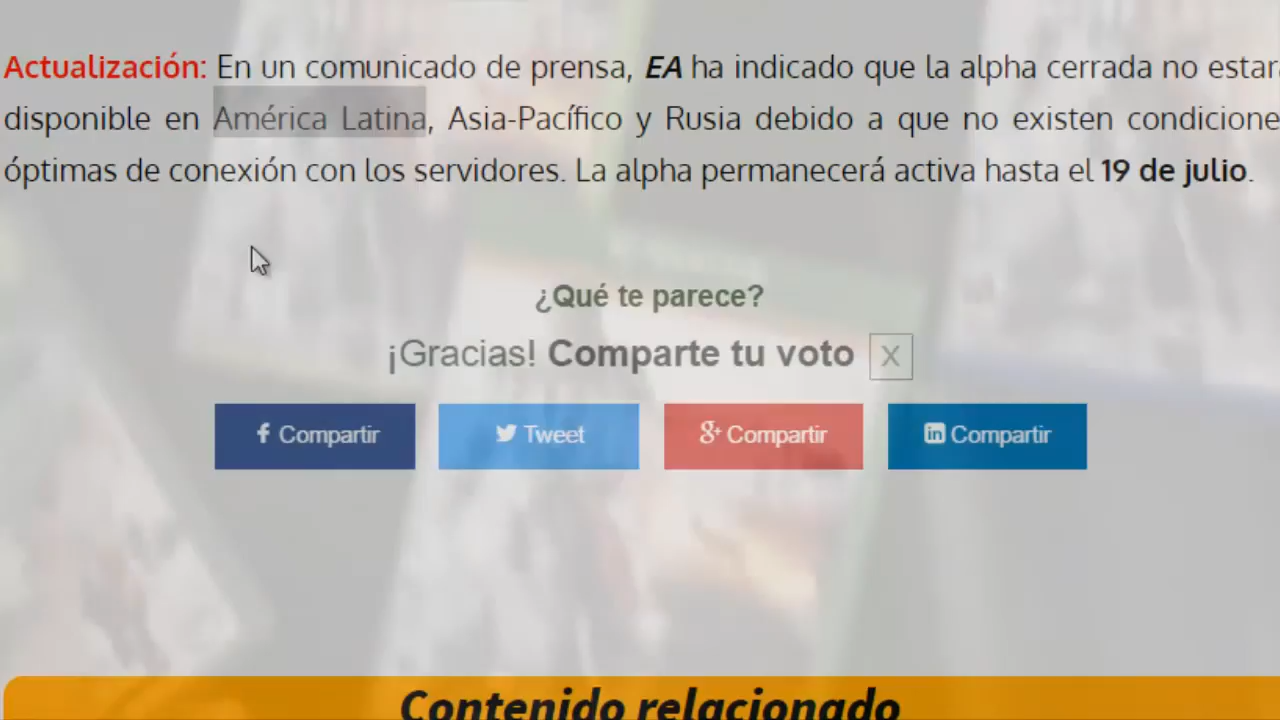 Actualización: En un comunicado de prensa, EA ha indicado que la alpha cerrada no estará
disponible en América Latina, Asia-Pacífico y Rusia debido a que no existen condicione
óptimas de conexión con los servidores. La alpha permanecerá activa hasta el 19 de julio.
¿Qué te parece?
¡Gracias! Comparte tu voto X
f Compartir Tweet g+ Compartir in Compartir
Contenido relacionado